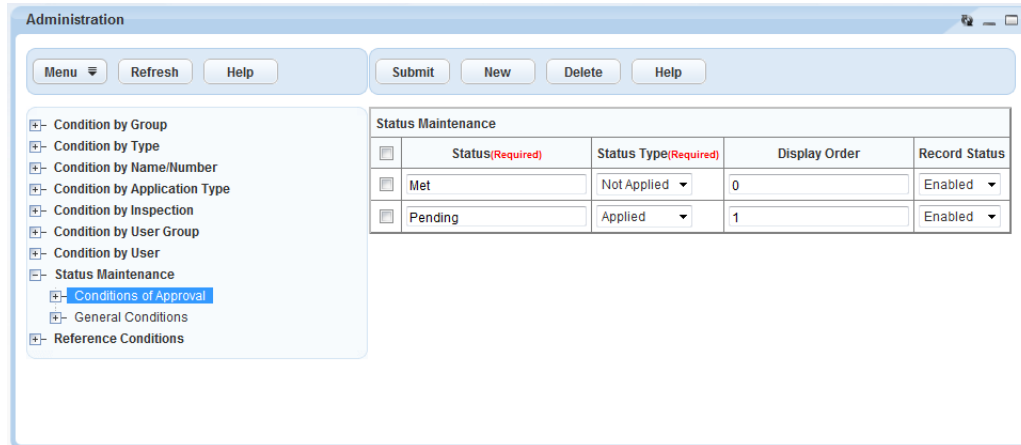 Administration
Menu Refresh Help
Submit New Delete Help
Condition by Group
Condition by Type
Condition by Name/Number
Condition by Application Type
Condition by Inspection
Condition by User Group
Condition by User
Status Maintenance
Conditions of Approval
General Conditions
Reference Conditions
Status Maintenance
Status(Required) Status Type(Required) Display Order Record Status
Met Not Applied 0 Enabled
Pending Applied 1 Enabled